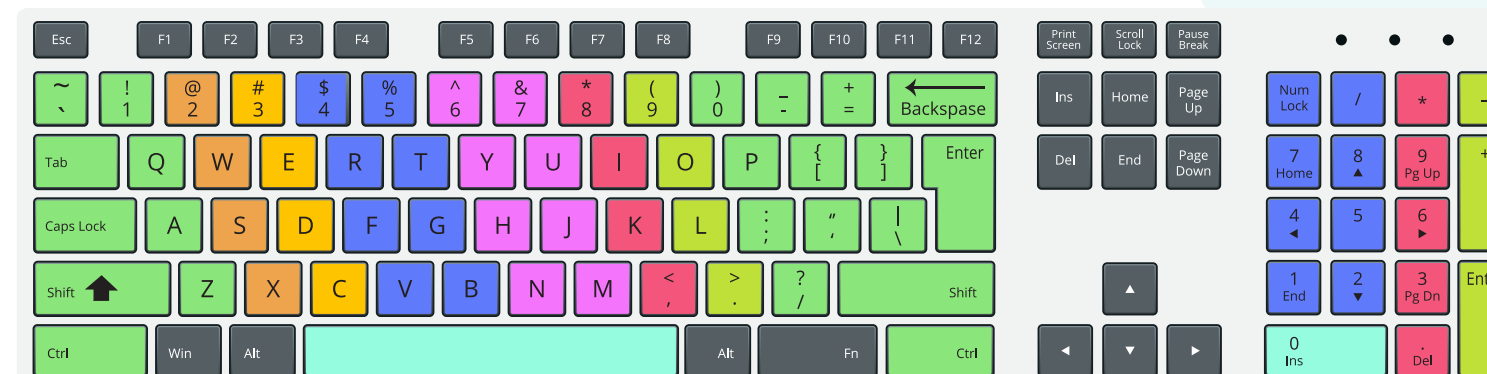 Esc F1 F2 F3 F4 F5 F6 F7 F8 F9 F10 F11 F12 Print Screen Scroll Lock Pause Break
~ ! @ # $ % ^ & * ( ) _ +
` 1 2 3 4 5 6 7 8 9 0 - = Backspase Ins Home Page Up Num Lock / * -
Tab Q W E R T Y U I O P { [ } ] Enter Del End Page Down 7 Home 8 9 Pg Up +
Caps Lock A S D F G H J K L : ; " ' | \ 4 5 6
Shift Z X C V B N M < , > . ? / Shift 1 End 2 3 Pg Dn Ent
Ctrl Win Alt Alt Fn Ctrl 0 Ins . Del